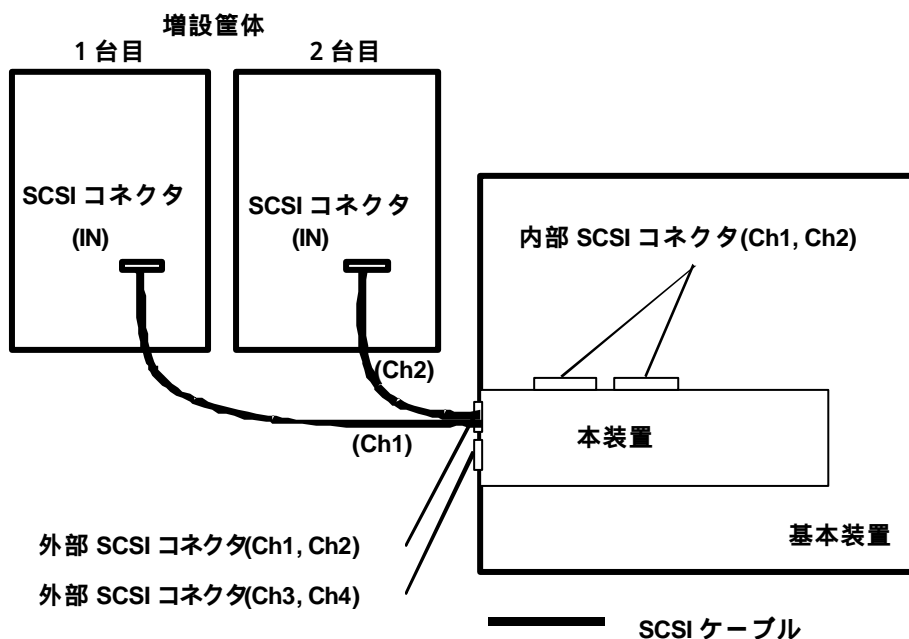 増設筐体
1 台目
2 台目
SCSI コネクタ
(IN)
SCSI コネクタ
(IN)
内部 SCSI コネクタ(Ch1, Ch2)
(Ch2)
(Ch1)
本装置
外部 SCSI コネクタ(Ch1, Ch2)
基本装置
外部 SCSI コネクタ(Ch3, Ch4)
SCSI ケーブル